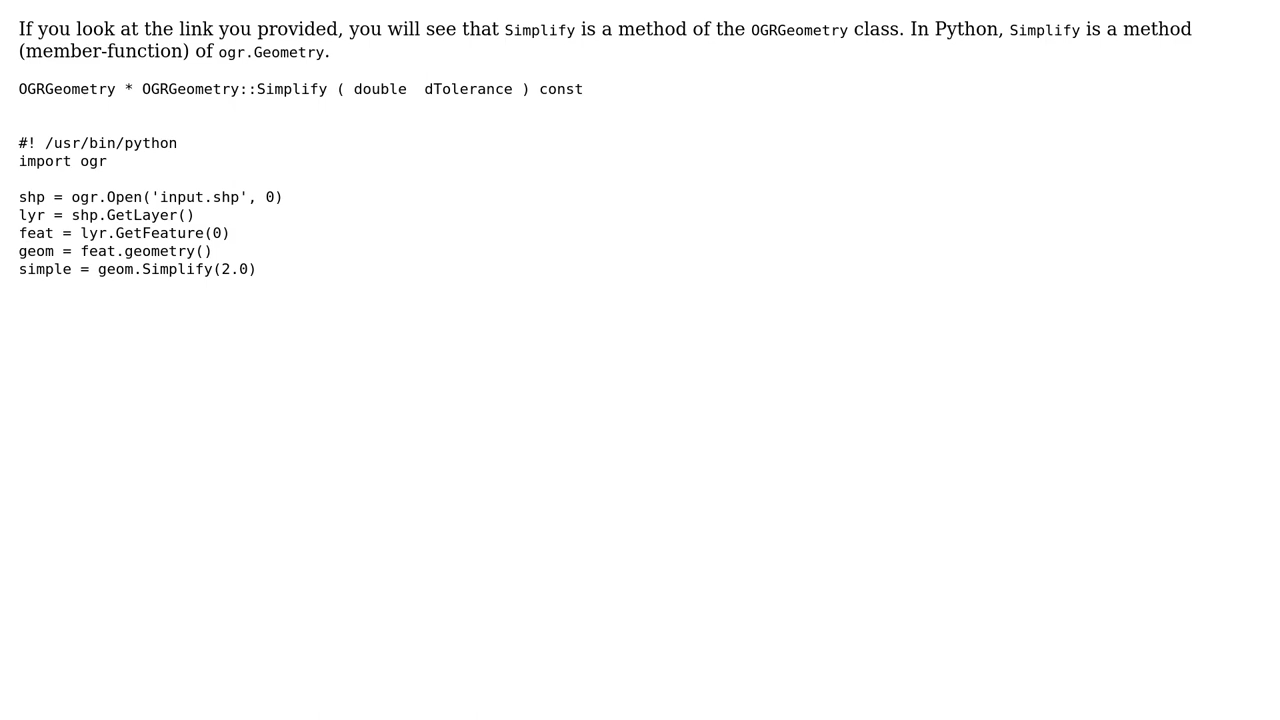 If you look at the link you provided, you will see that Simplify is a method of the OGRGeometry class. In Python, Simplify is a method
(member-function) of ogr.Geometry.
OGRGeometry * OGRGeometry::Simplify ( double  dTolerance ) const
#! /usr/bin/python
import ogr
shp = ogr.Open('input.shp', 0)
lyr = shp.GetLayer()
feat = lyr.GetFeature(0)
geom = feat.geometry()
simple = geom.Simplify(2.0)